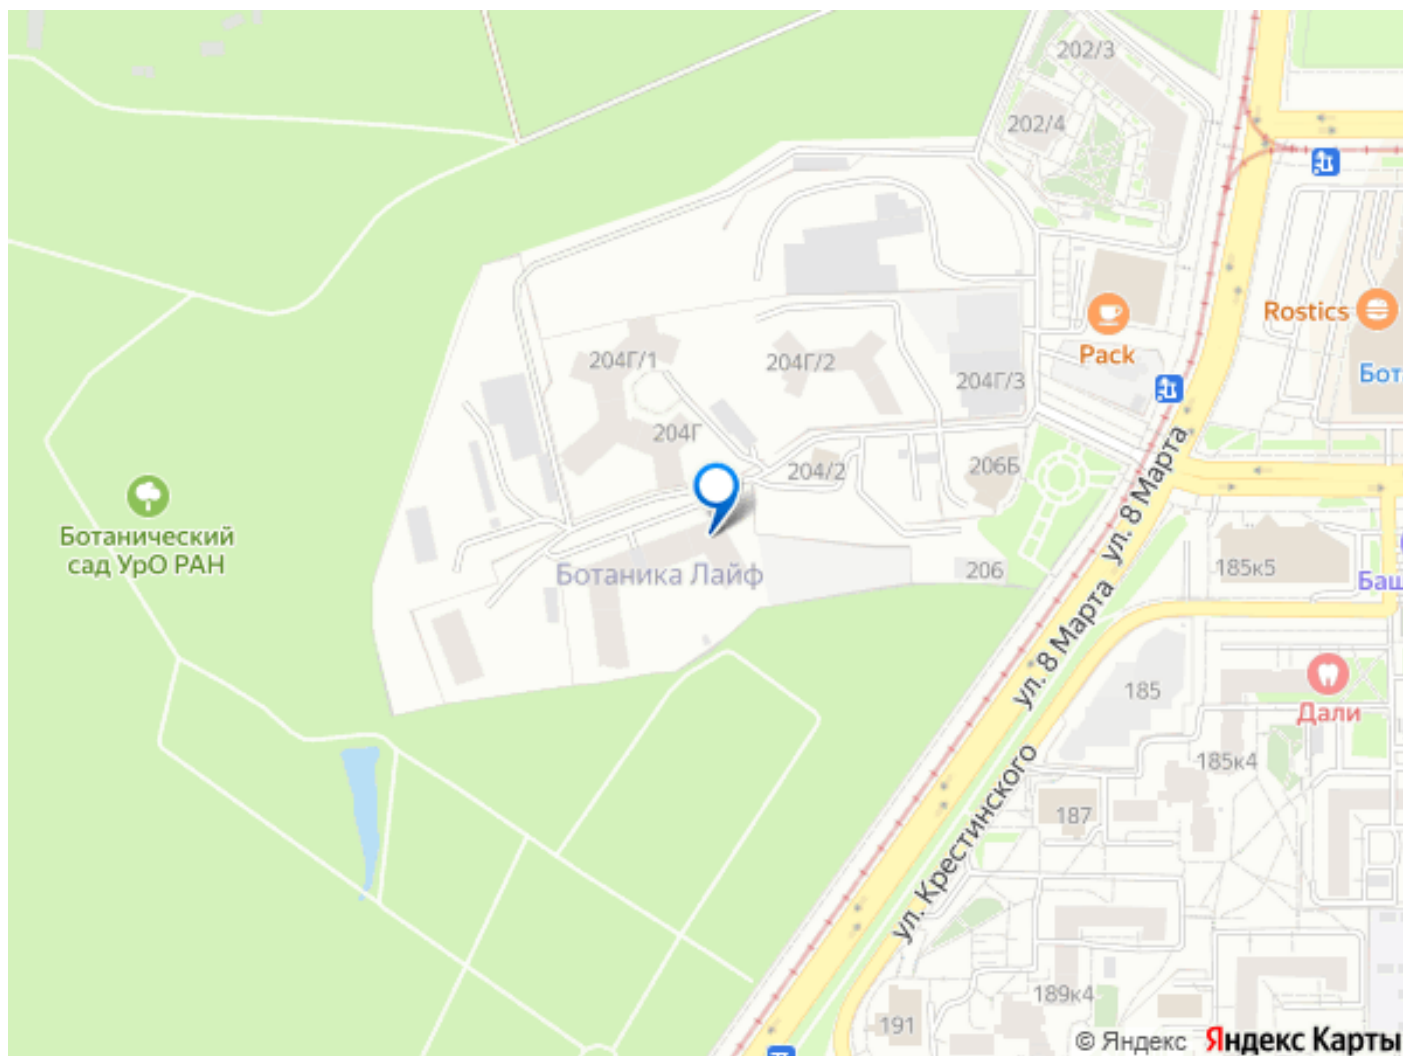 202/3
202/4
Rostics
Pack
Бот
204Г/1
204Г/2
204Г/3
204Г
204/2
206Б
ул. 8 Марта
Ботанический
сад УрО РАН
Ботаника Лайф
206
185к5
Баш
ул. 8 Марта
185
Дали
185к4
ул. Крестинского
187
189к4
191
© Яндекс Яндекс Карты